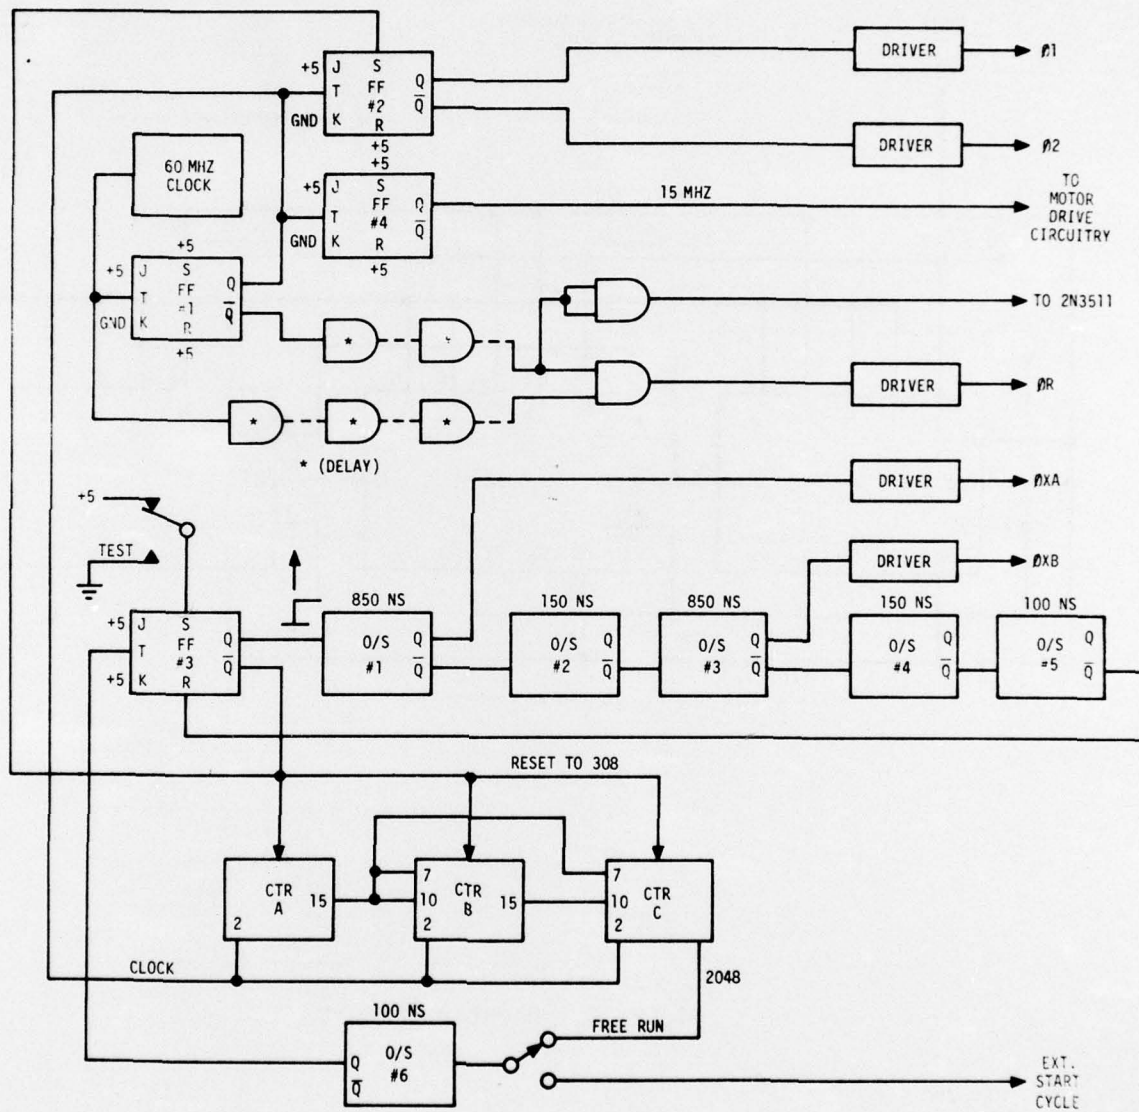 +5 J S
T FF Q
#2 Q
GND K
R
+5
DRIVER Ø1
DRIVER Ø2
60 MHZ
CLOCK
+5
+5 J S
T FF Q
#4 Q
GND K
R
+5
15 MHZ
TO
MOTOR
DRIVE
CIRCUITRY
+5
+5 J S
T FF Q
#1 Q
GND K
R
+5
* *
TO 2N3511
DRIVER ØR
* * *
* (DELAY)
DRIVER ØXA
+5
TEST
DRIVER ØXB
+5 J S
T FF Q
#3 Q
+5 K
R
850 NS
O/S Q
#1 Q
150 NS
O/S Q
#2 Q
850 NS
O/S Q
#3 Q
150 NS
O/S Q
#4 Q
100 NS
O/S
#5 Q
RESET TO 308
CTR
A
15
2
7
CTR
10 B 15
2
7
CTR
10 C
2
CLOCK
2048
100 NS
Q O/S
Q #6
FREE RUN
EXT.
START
CYCLE